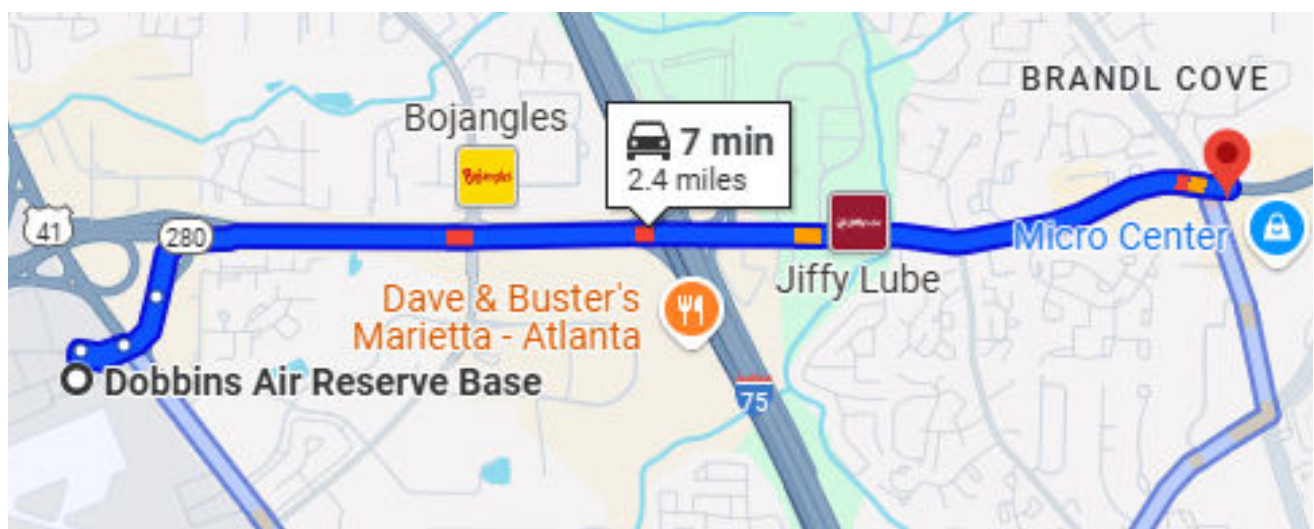 BRANDL COVE
Bojangles
Bojangles
7 min
2.4 miles
41
280
Micro Center
Jiffy Lube
Dave & Buster's
Marietta - Atlanta
Dobbins Air Reserve Base
75